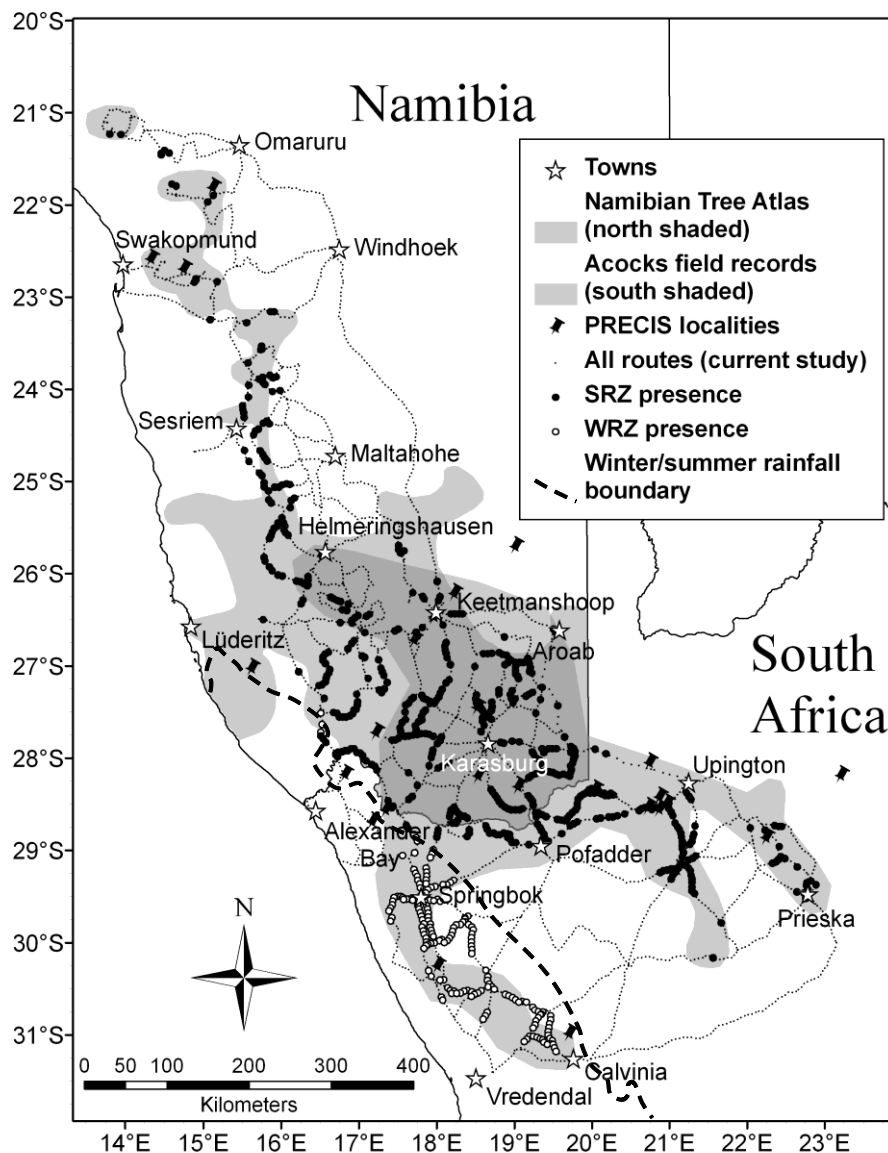 20°S
21°S
22°S
23°S
24°S
25°S
26°S
27°S
28°S
29°S
30°S
31°S
Namibia
Omaruru
Swakopmund
Windhoek
Sesriem
Maltahohe
Helmeringshausen
Keetmanshoop
Lüderitz
Aroab
South
Africa
Karasburg
Upington
Alexander
Bay
Pofadder
Springbok
Prieska
Calvinia
Vredendal
Towns
Namibian Tree Atlas
(north shaded)
Acocks field records
(south shaded)
PRECIS localities
All routes (current study)
SRZ presence
WRZ presence
Winter/summer rainfall
boundary
N
0 50 100 200 300 400
Kilometers
14°E 15°E 16°E 17°E 18°E 19°E 20°E 21°E 22°E 23°E